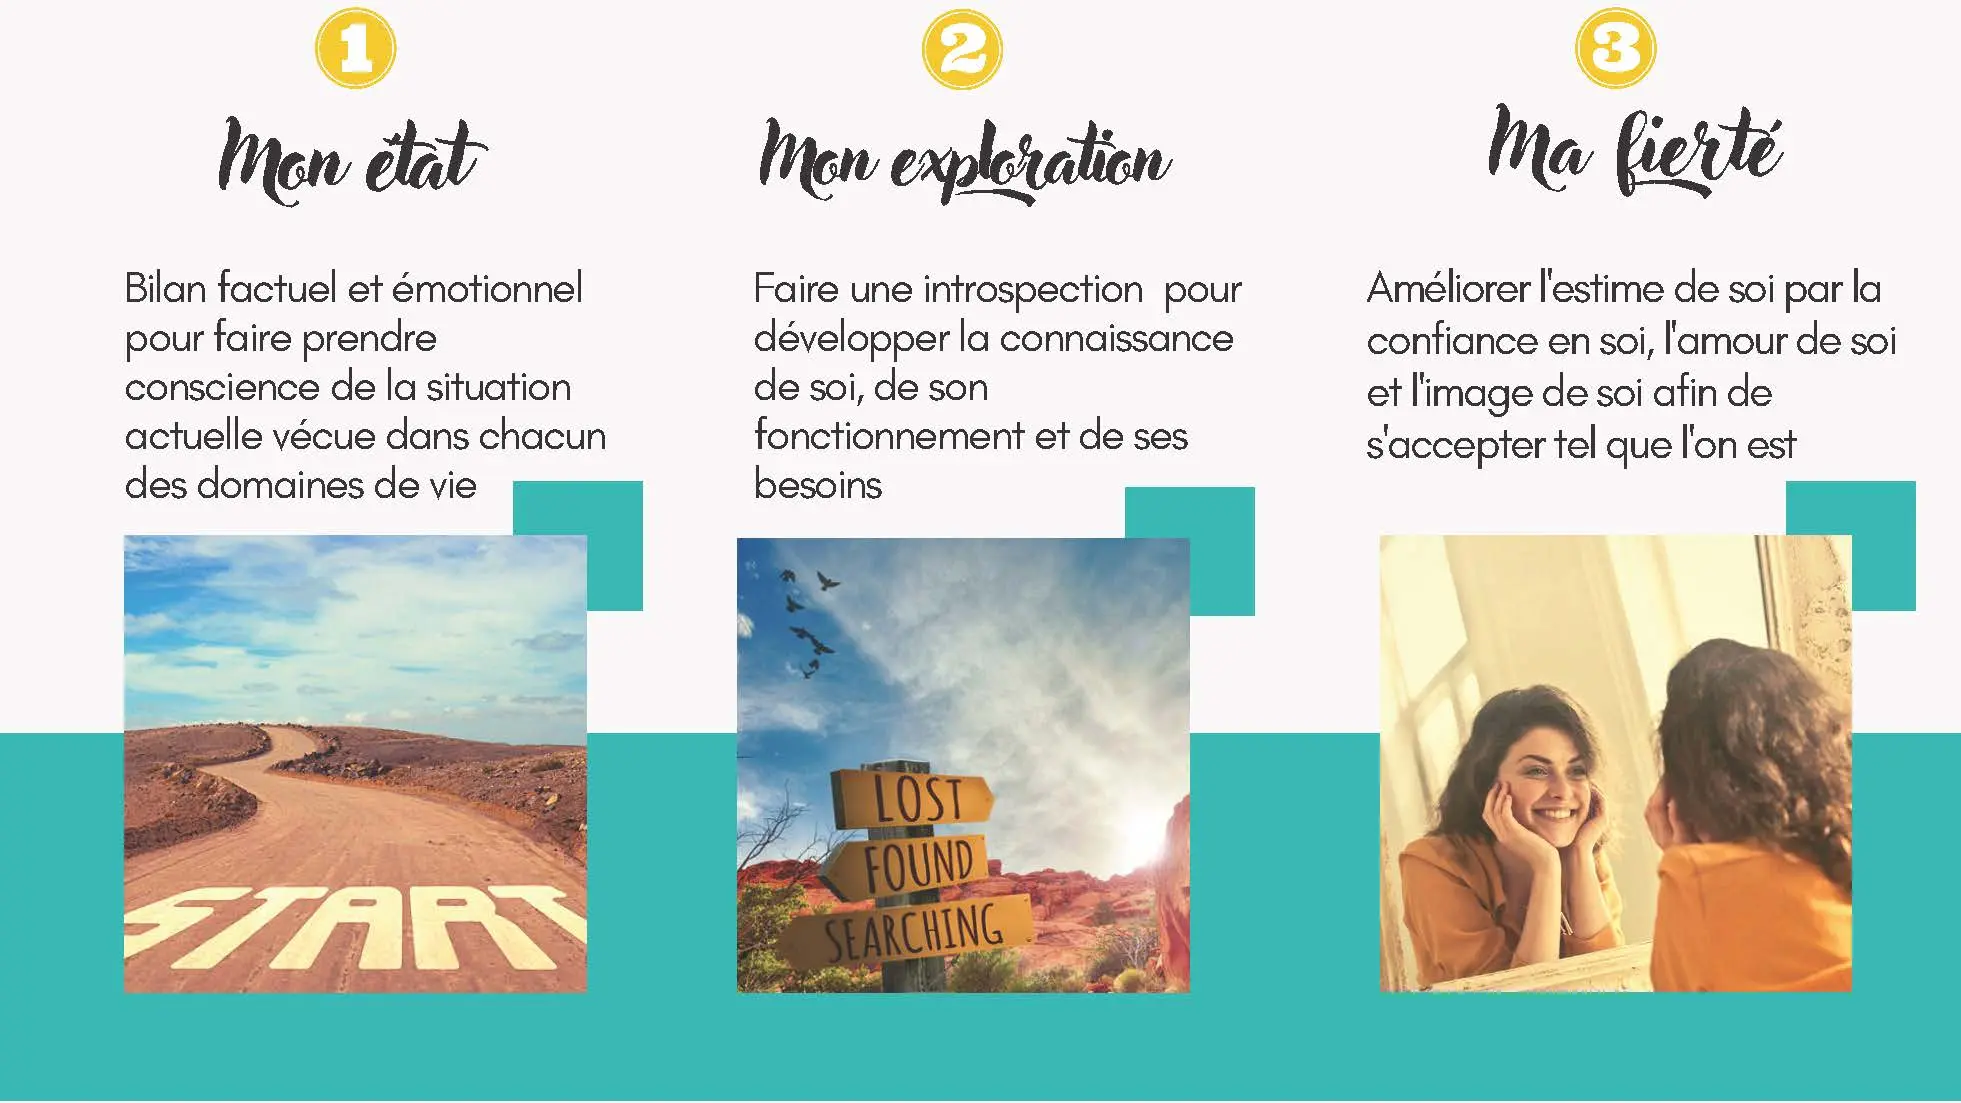 1
Mon état
Bilan factuel et émotionnel
pour faire prendre
conscience de la situation
actuelle vécue dans chacun
des domaines de vie
START
2
Mon exploration
Faire une introspection  pour
développer la connaissance
de soi, de son
fonctionnement et de ses
besoins
LOST
FOUND
SEARCHING
3
Ma fierté
Améliorer l'estime de soi par la
confiance en soi, l'amour de soi
et l'image de soi afin de
s'accepter tel que l'on est